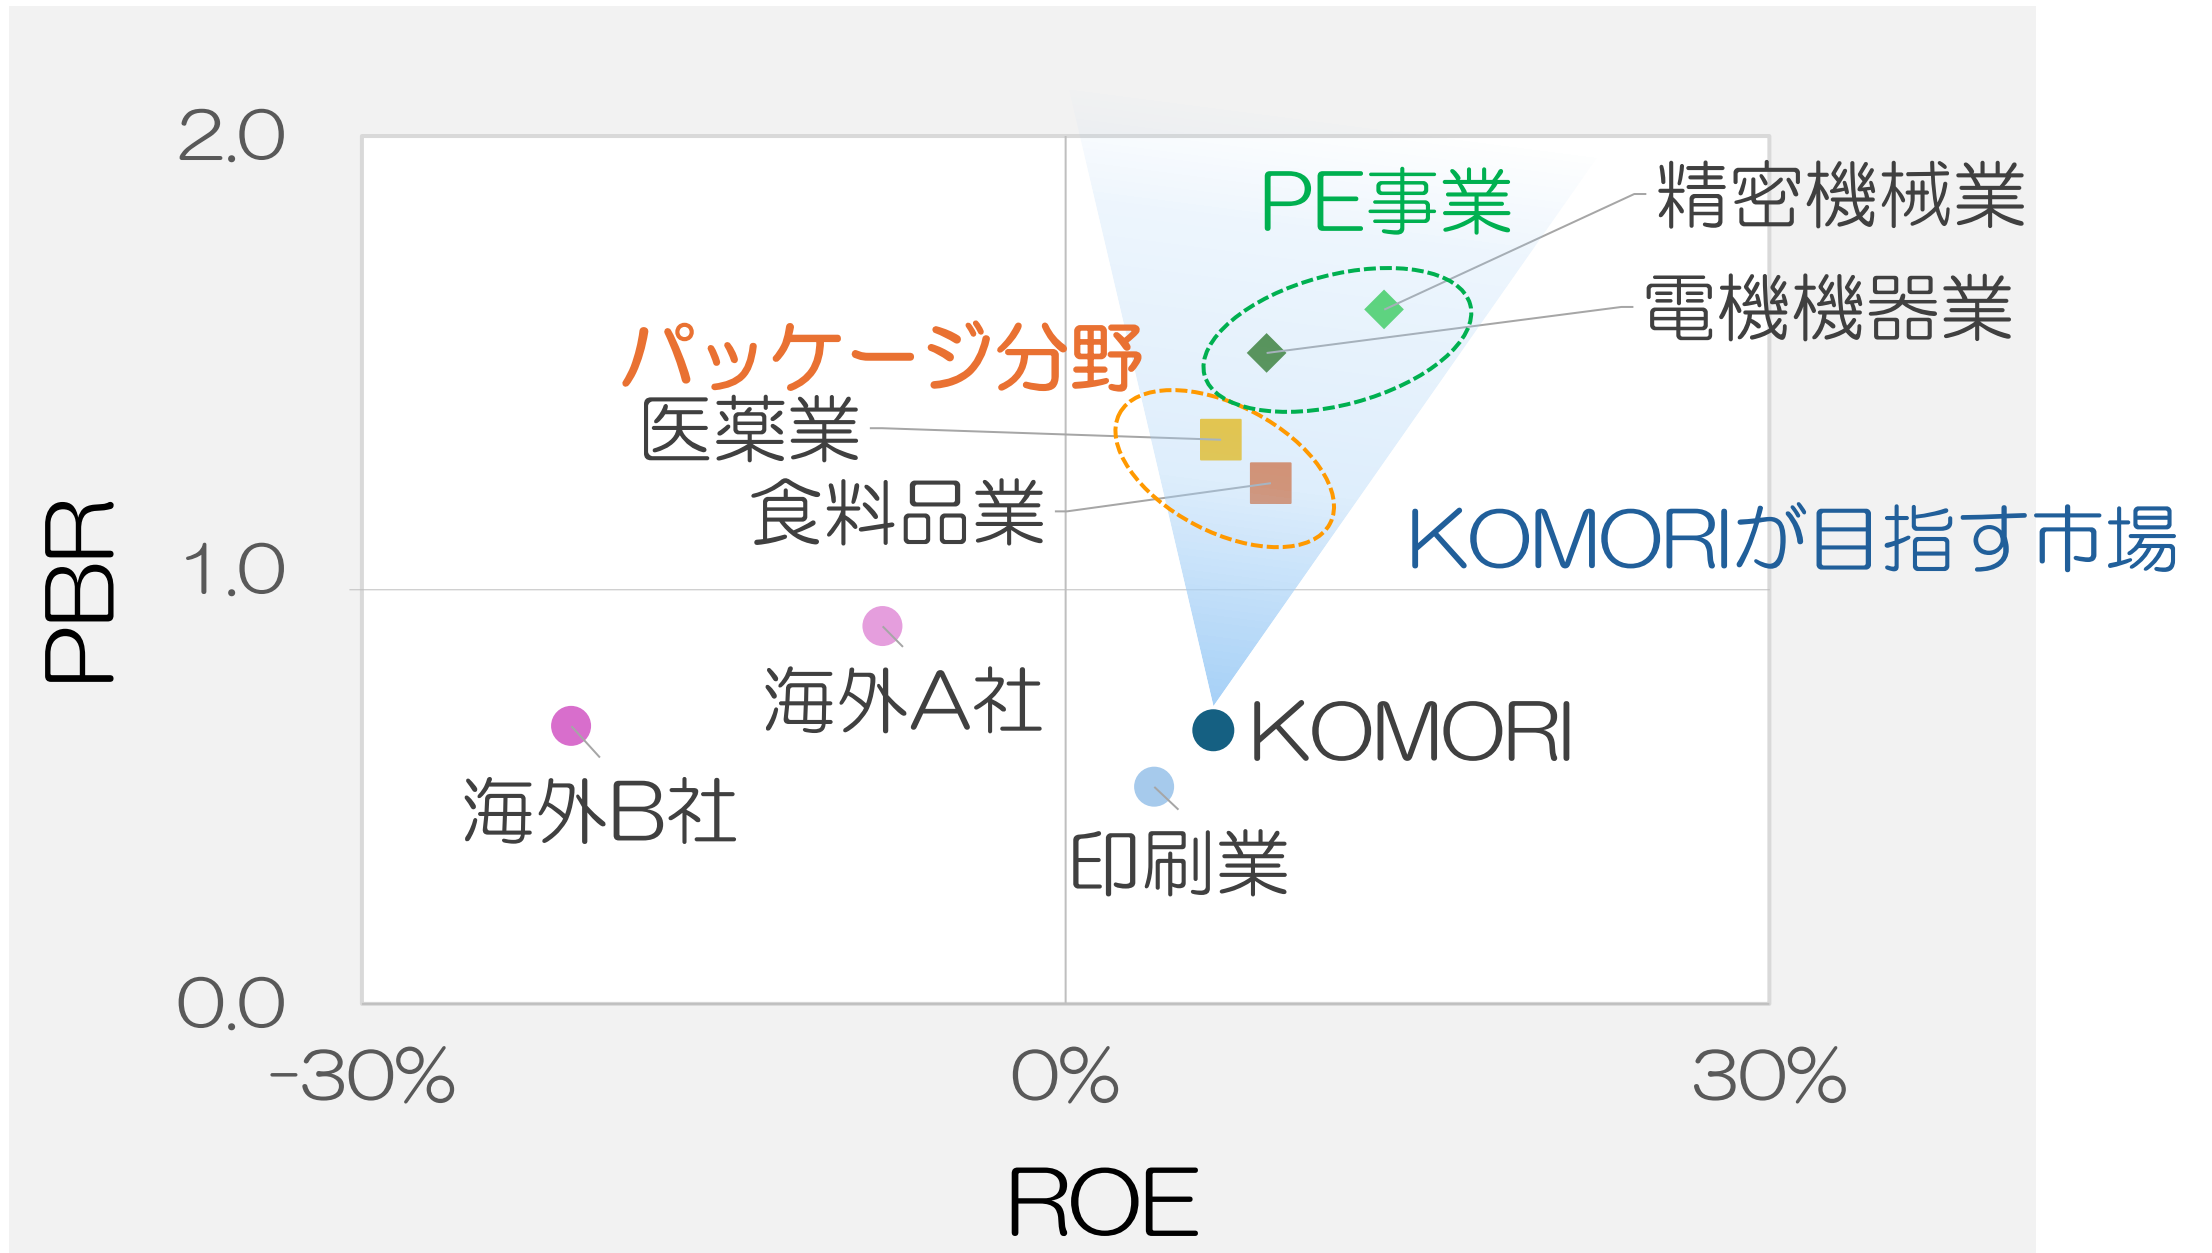 2.0
PE事業
精密機械業
電機機器業
パッケージ分野
医薬業
食料品業
KOMORIが目指す市場
PBR
1.0
海外A社
KOMORI
海外B社
印刷業
0.0
-30%
0%
30%
ROE